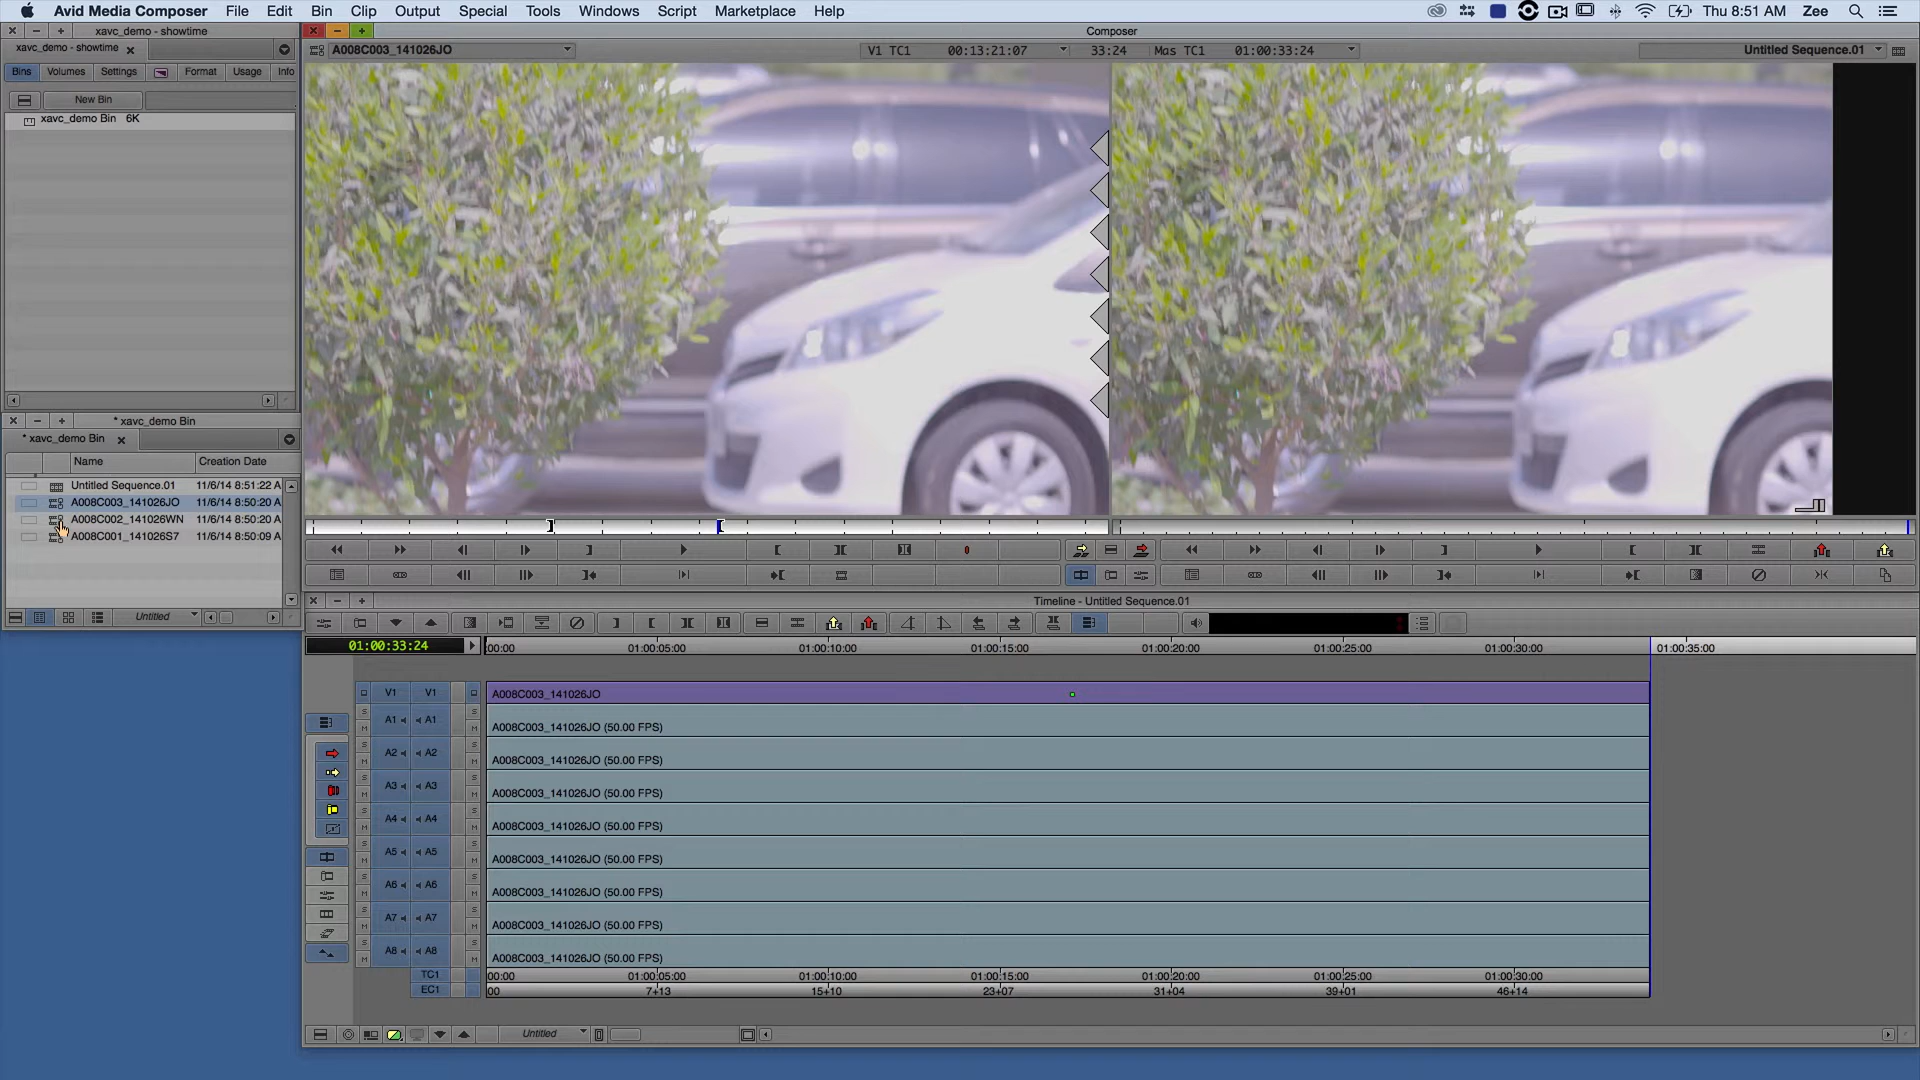 Avid Media Composer File Edit Bin Clip Output Special Tools Windows Script Marketplace Help Thu 8:51 AM Zee
xavc_demo - showtime
Composer
xavc_demo - showtime
A008C003_141026JO
V1 TC1 00:13:21:07 33:24 Mas TC1 01:00:33:24
Untitled Sequence.01
Bins Volumes Settings Format Usage Info
New Bin
xavc_demo Bin 6K
* xavc_demo Bin
* xavc_demo Bin
Name Creation Date
Untitled Sequence.01 11/6/14 8:51:22 A
A008C003_141026JO 11/6/14 8:50:20 A
A008C002_141026WN 11/6/14 8:50:20 A
A008C001_141026S7 11/6/14 8:50:09 A
Untitled
Timeline - Untitled Sequence.01
01:00:33:24
:00:00 01:00:05:00 01:00:10:00 01:00:15:00 01:00:20:00 01:00:25:00 01:00:30:00 01:00:35:00
V1 V1 A008C003_141026JO
A1 A1 A008C003_141026JO (50.00 FPS)
A2 A2 A008C003_141026JO (50.00 FPS)
A3 A3 A008C003_141026JO (50.00 FPS)
A4 A4 A008C003_141026JO (50.00 FPS)
A5 A5 A008C003_141026JO (50.00 FPS)
A6 A6 A008C003_141026JO (50.00 FPS)
A7 A7 A008C003_141026JO (50.00 FPS)
A8 A8 A008C003_141026JO (50.00 FPS)
TC1 00:00 01:00:05:00 01:00:10:00 01:00:15:00 01:00:20:00 01:00:25:00 01:00:30:00
EC1 00 7+13 15+10 23+07 31+04 39+01 46+14
Untitled